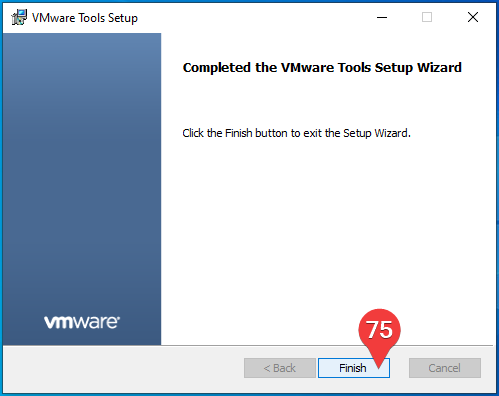 VMware Tools Setup
Completed the VMware Tools Setup Wizard
Click the Finish button to exit the Setup Wizard.
vmware®
75
< Back
Finish
Cancel